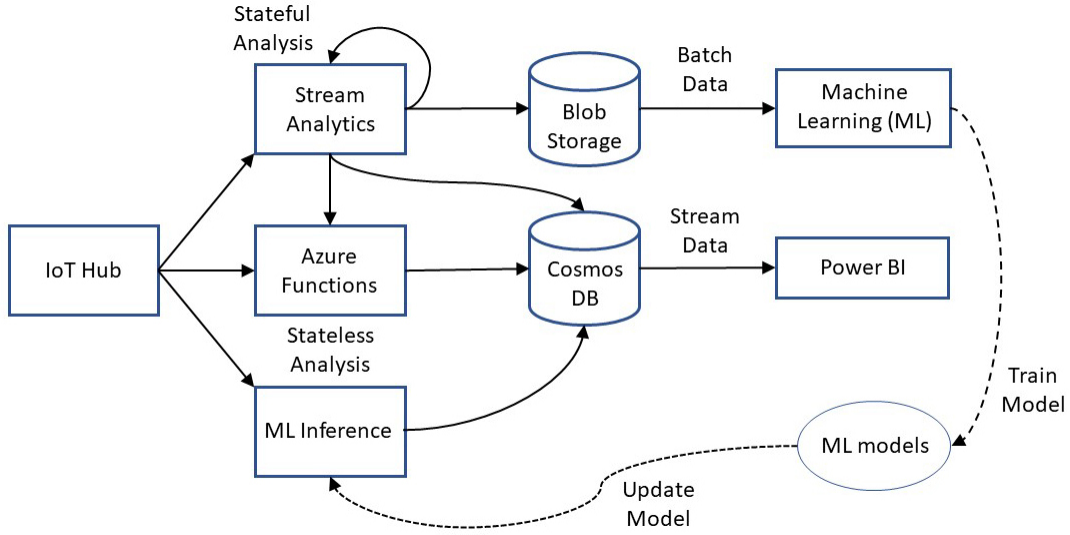 Stateful
Analysis
Stream
Analytics
Blob
Storage
Batch
Data
Machine
Learning (ML)
IoT Hub
Azure
Functions
Cosmos
DB
Stream
Data
Power BI
Stateless
Analysis
ML Inference
Train
Model
ML models
Update
Model